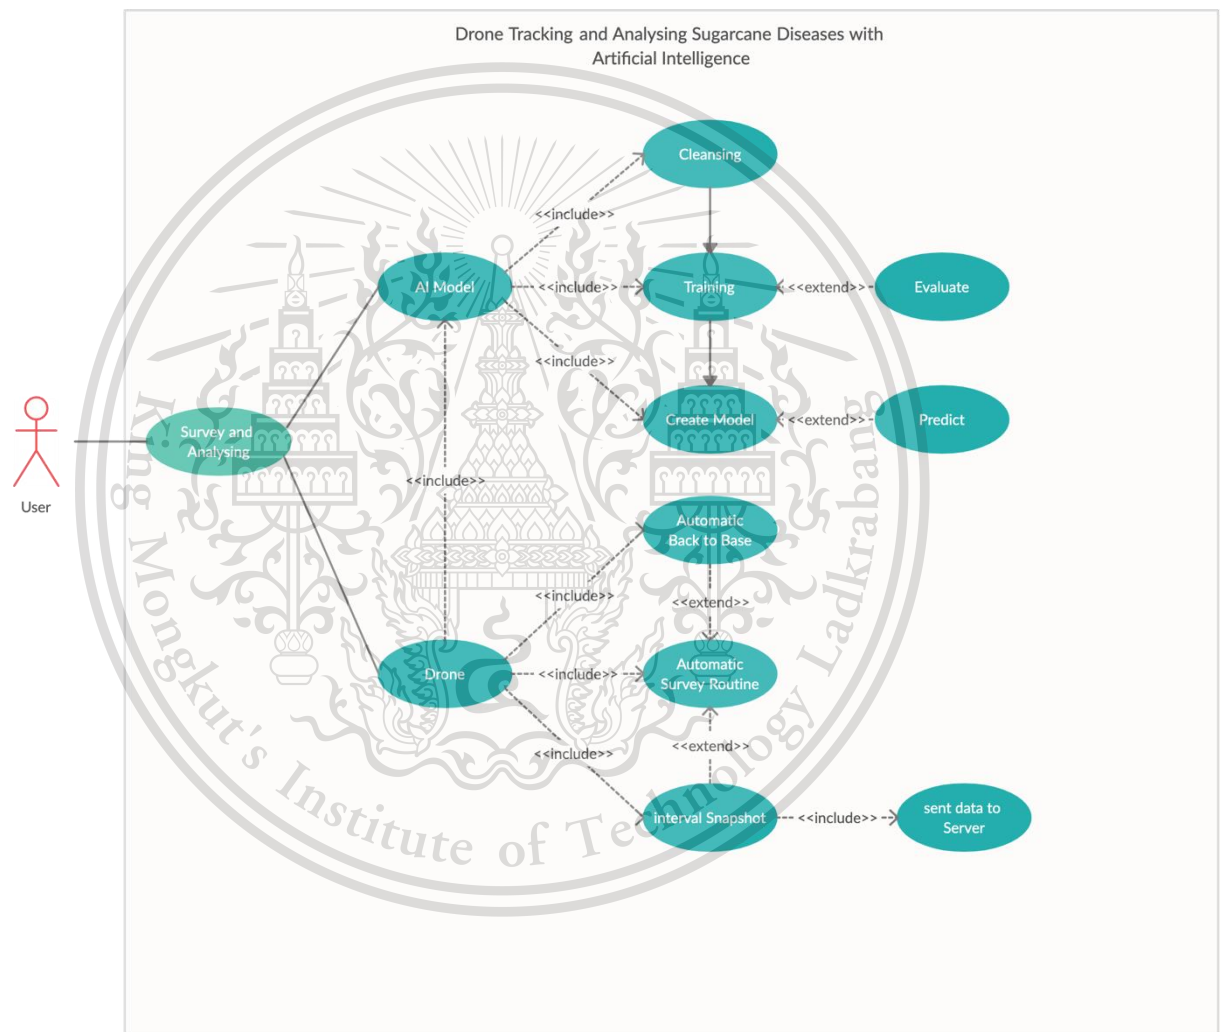 Drone Tracking and Analysing Sugarcane Diseases with
Artificial Intelligence
Cleansing
<<include>>
AI Model
<<include>>
Training
<<extend>>
Evaluate
<<include>>
Create Model
<<extend>>
Predict
Survey and
Analysing
User
<<include>>
Automatic
Back to Base
<<include>>
<<extend>>
Drone
<<include>>
Automatic
Survey Routine
<<include>>
<<extend>>
interval Snapshot
<<include>>
sent data to
Server
King Mongkut's Institute of Technology Ladkrabang